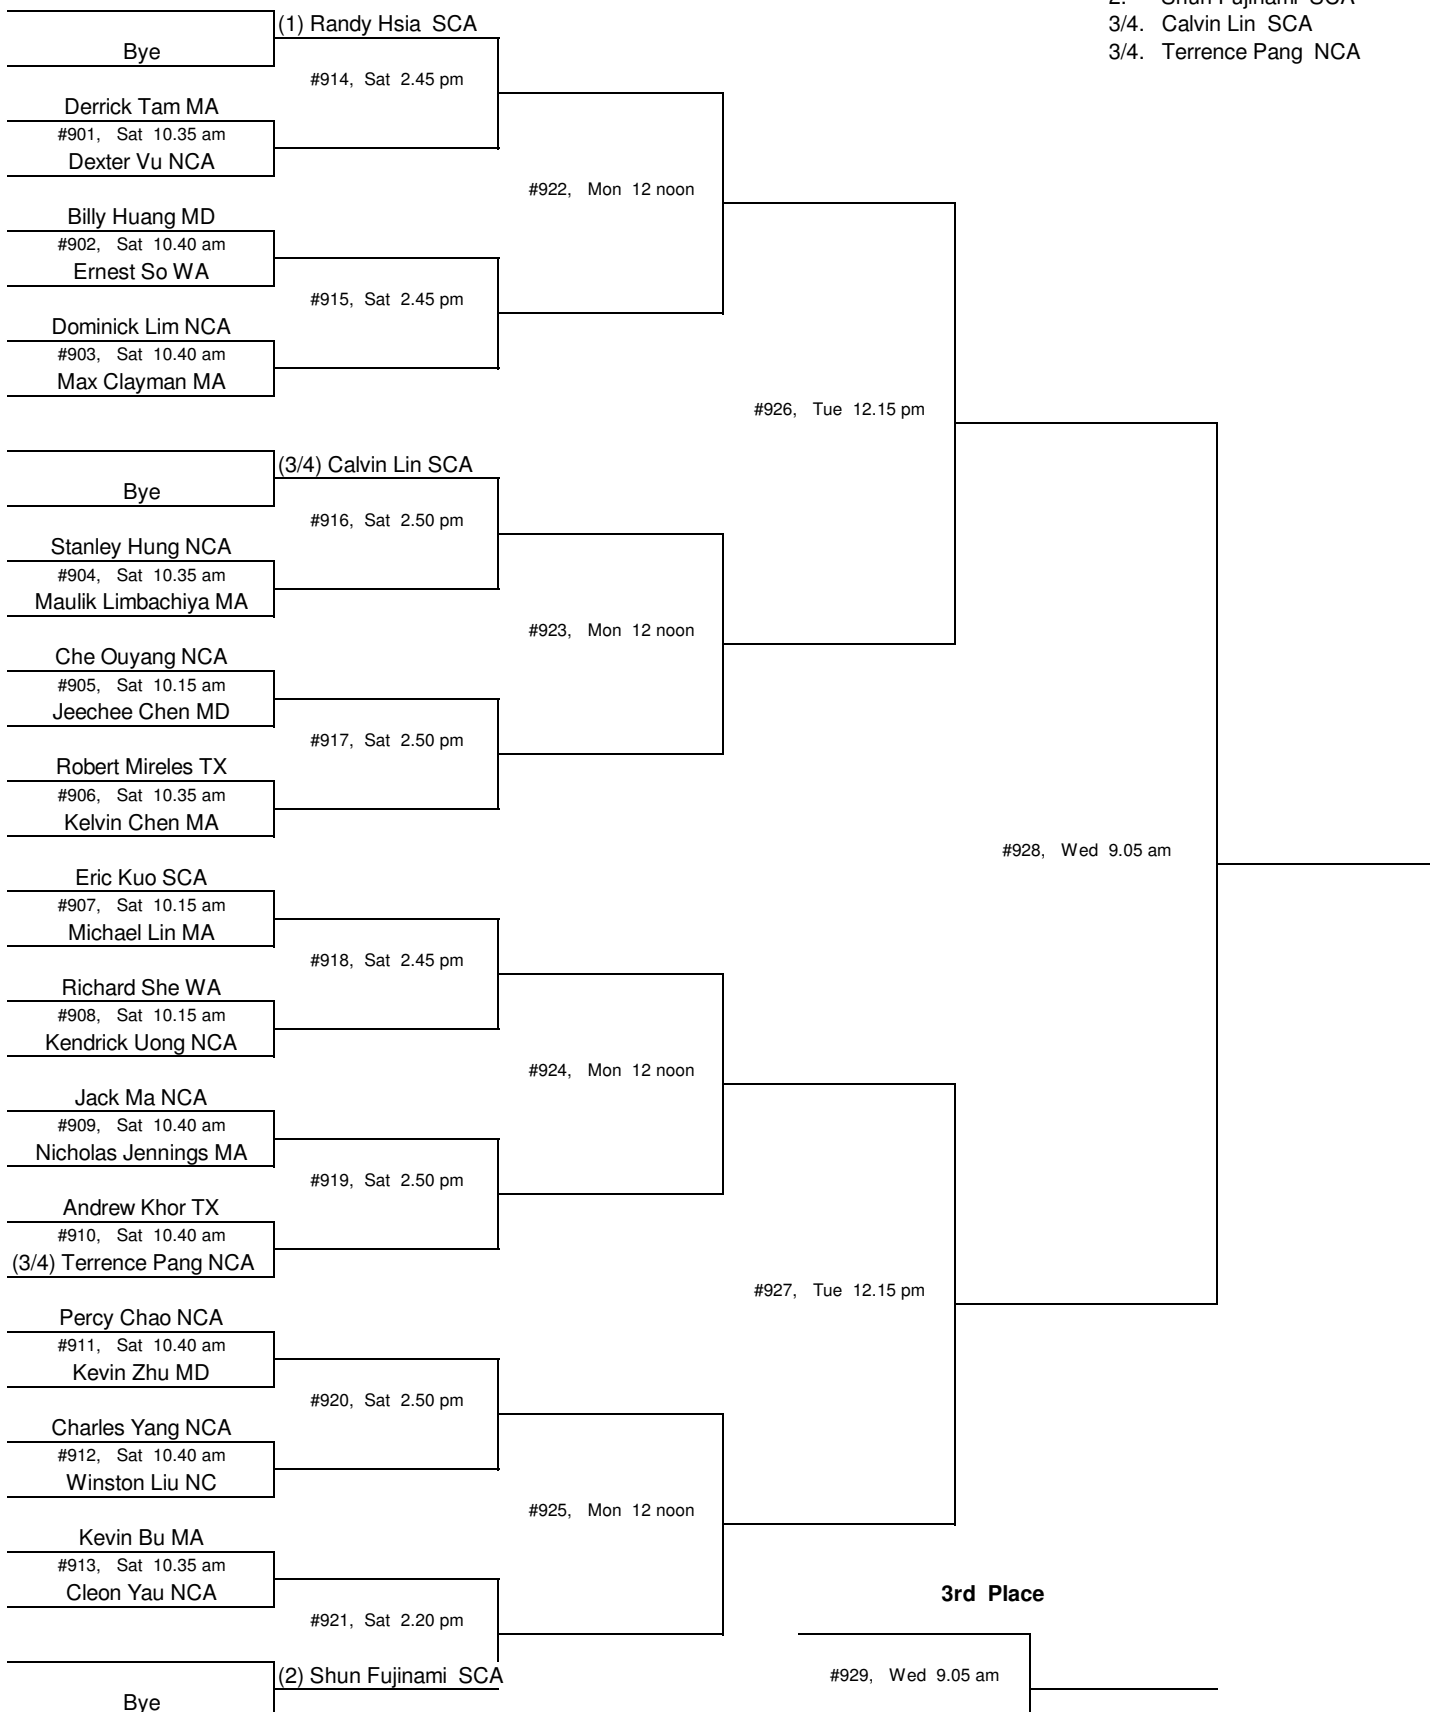 2. Shun Fujinami SCA
(1) Randy Hsia SCA
3/4. Calvin Lin SCA
Bye
3/4. Terrence Pang NCA
#914, Sat 2.45 pm
Derrick Tam MA
#901, Sat 10.35 am
Dexter Vu NCA
#922, Mon 12 noon
Billy Huang MD
#902, Sat 10.40 am
Ernest So WA
#915, Sat 2.45 pm
Dominick Lim NCA
#903, Sat 10.40 am
Max Clayman MA
#926, Tue 12.15 pm
(3/4) Calvin Lin SCA
Bye
#916, Sat 2.50 pm
Stanley Hung NCA
#904, Sat 10.35 am
Maulik Limbachiya MA
#923, Mon 12 noon
Che Ouyang NCA
#905, Sat 10.15 am
Jeechee Chen MD
#917, Sat 2.50 pm
Robert Mireles TX
#906, Sat 10.35 am
Kelvin Chen MA
#928, Wed 9.05 am
Eric Kuo SCA
#907, Sat 10.15 am
Michael Lin MA
#918, Sat 2.45 pm
Richard She WA
#908, Sat 10.15 am
Kendrick Uong NCA
#924, Mon 12 noon
Jack Ma NCA
#909, Sat 10.40 am
Nicholas Jennings MA
#919, Sat 2.50 pm
Andrew Khor TX
#910, Sat 10.40 am
(3/4) Terrence Pang NCA
#927, Tue 12.15 pm
Percy Chao NCA
#911, Sat 10.40 am
Kevin Zhu MD
#920, Sat 2.50 pm
Charles Yang NCA
#912, Sat 10.40 am
Winston Liu NC
#925, Mon 12 noon
Kevin Bu MA
#913, Sat 10.35 am
Cleon Yau NCA
3rd Place
#921, Sat 2.20 pm
(2) Shun Fujinami SCA
#929, Wed 9.05 am
Bye